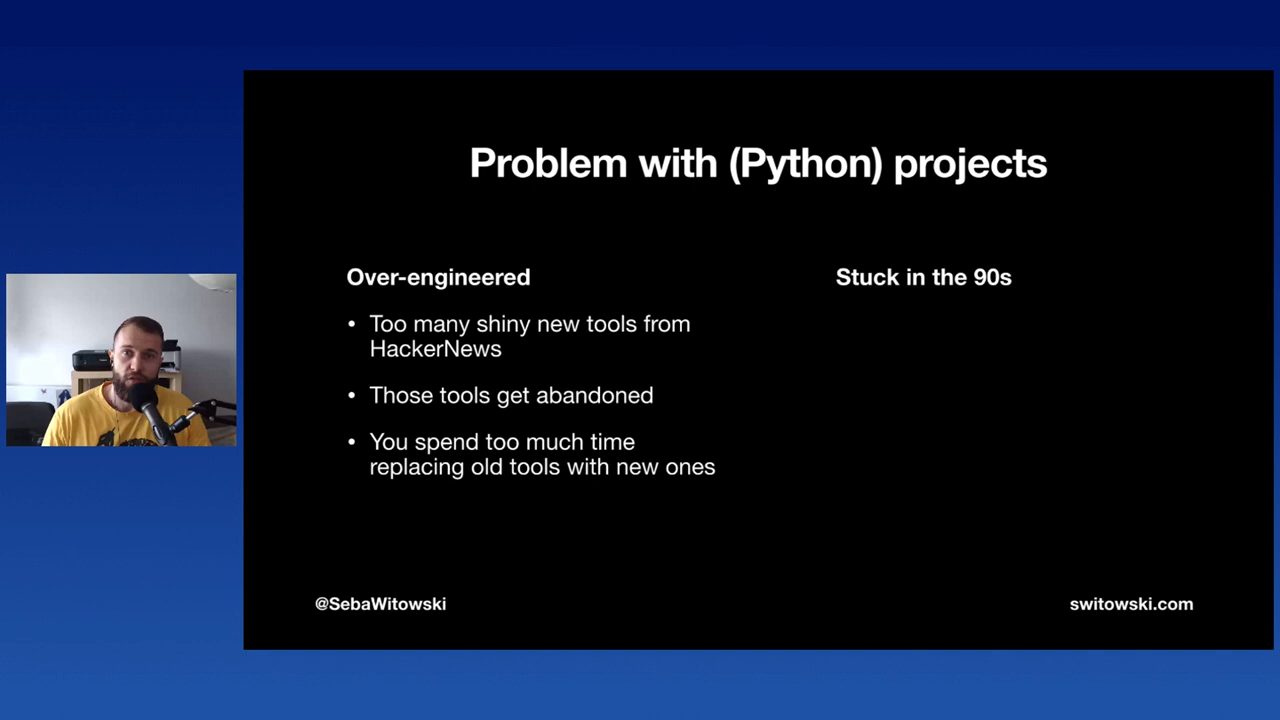 Problem with (Python) projects
Over-engineered
• Too many shiny new tools from
HackerNews
• Those tools get abandoned
• You spend too much time
replacing old tools with new ones
Stuck in the 90s
@SebaWitowski
switowski.com